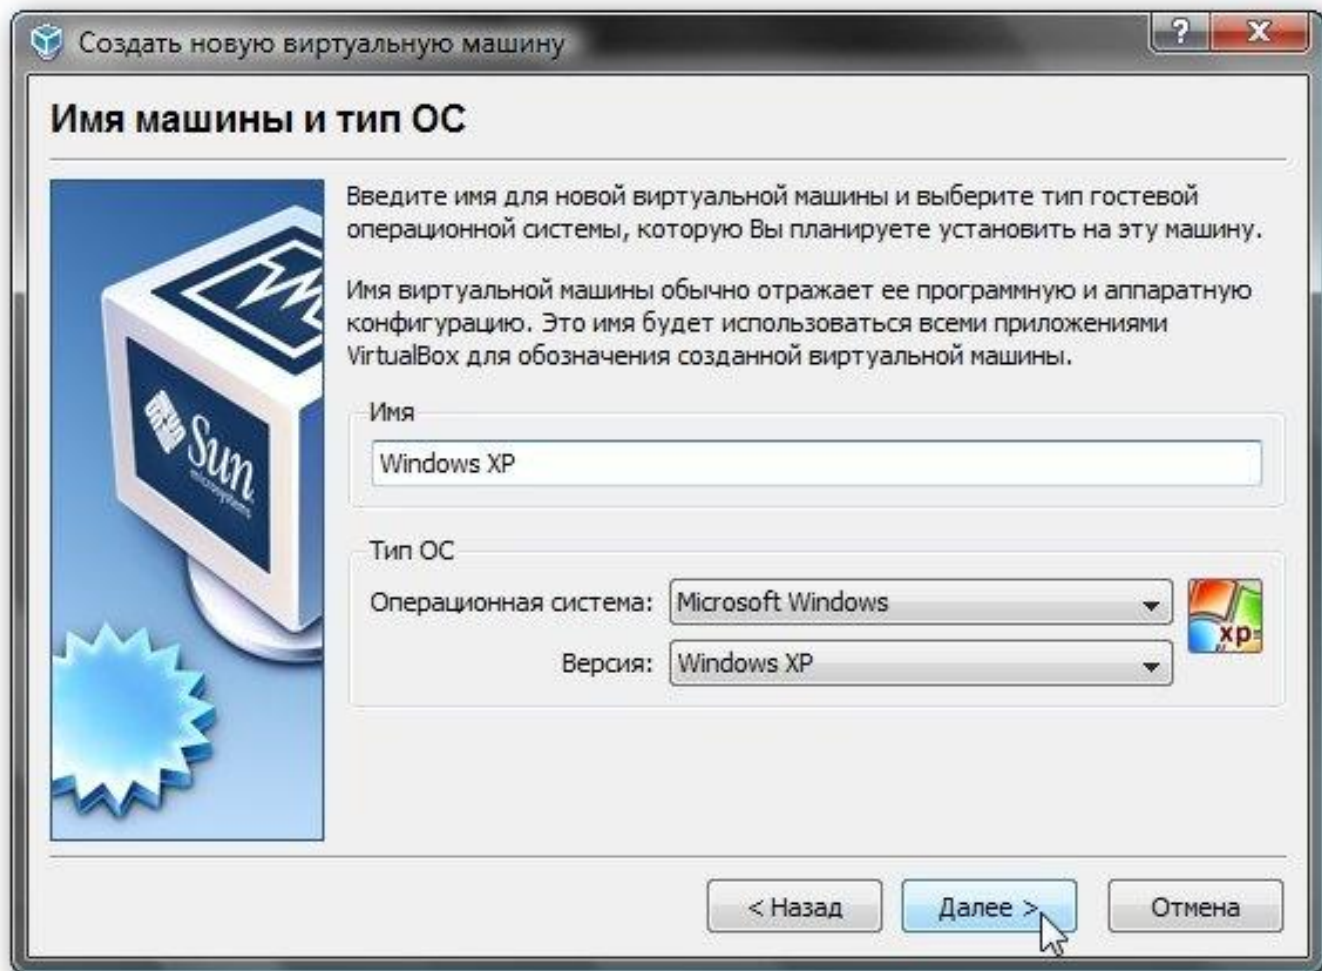 Создать новую виртуальную машину
?
X
Имя машины и тип ОС
Введите имя для новой виртуальной машины и выберите тип гостевой
операционной системы, которую Вы планируете установить на эту машину.
Имя виртуальной машины обычно отражает ее программную и аппаратную
конфигурацию. Это имя будет использоваться всеми приложениями
VirtualBox для обозначения созданной виртуальной машины.
Sun
microsystems
Имя
Windows XP
Тип ОС
Операционная система: Microsoft Windows
xp
Версия: Windows XP
< Назад Далее > Отмена